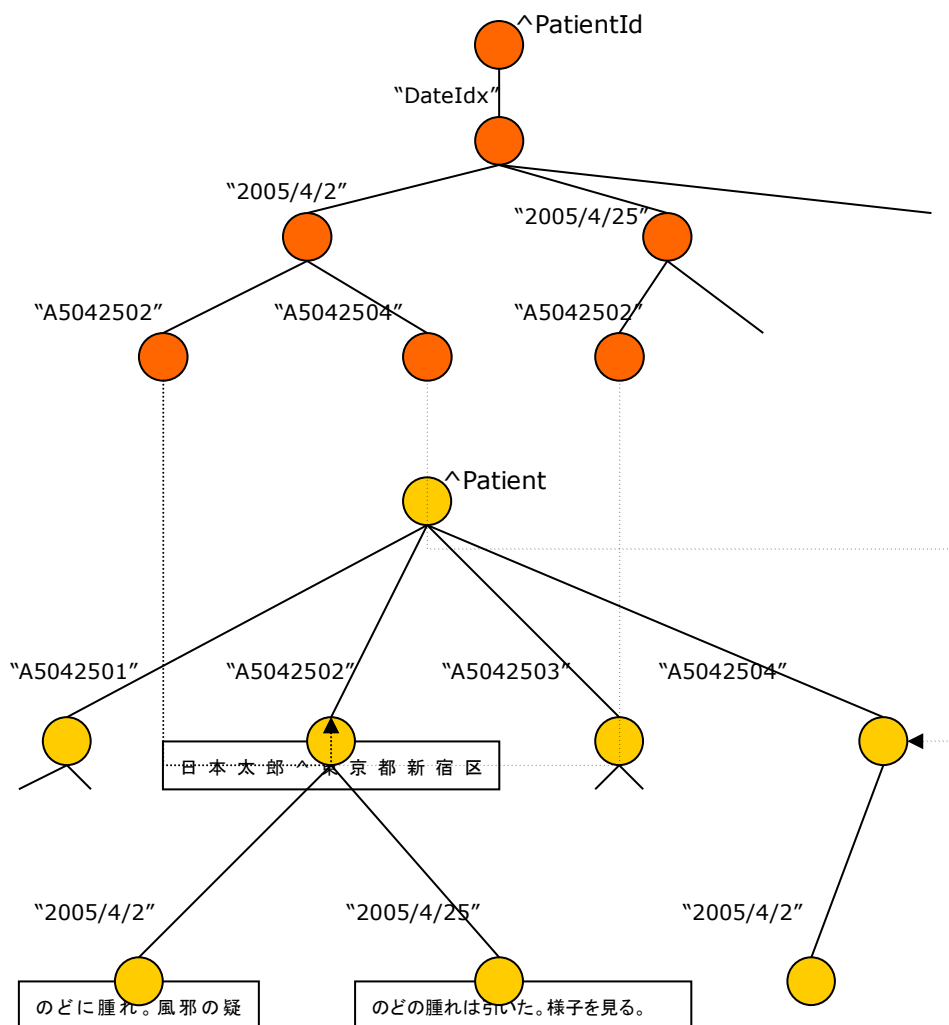 ^PatientId
“DateIdx”
“2005/4/2”
“2005/4/25”
“A5042502”
“A5042504”
“A5042502”
^Patient
“A5042501”
“A5042502”
“A5042503”
“A5042504”
日本太郎^東京都新宿区
“2005/4/2”
“2005/4/25”
“2005/4/2”
のどに腫れ。風邪の疑
のどの腫れは引いた。様子を見る。